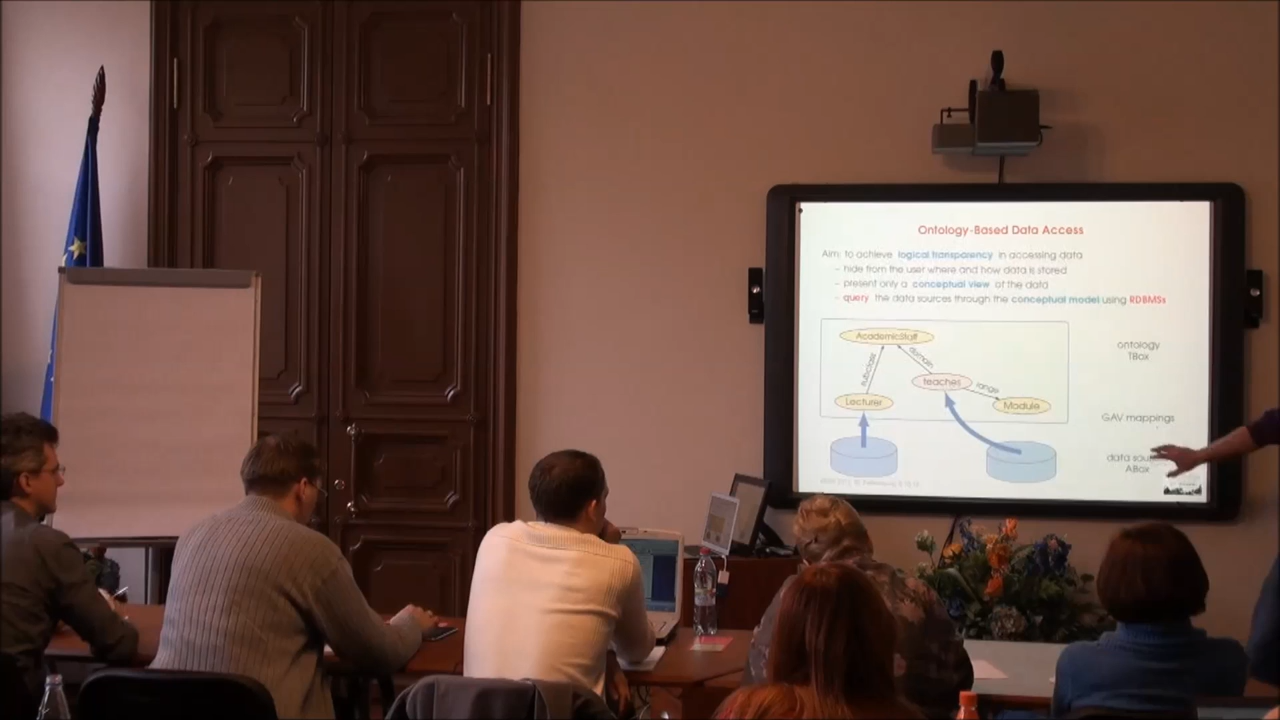 Ontology-Based Data Access
Aim: to achieve logical transparency in accessing data
– hide from the user where and how data is stored
– present only a conceptual view of the data
– query the data sources through the conceptual model using RDBMSs
AcademicStaff
subclass
domain
teaches
range
Lecturer
Module
ontology
TBox
GAV mappings
data
ABox